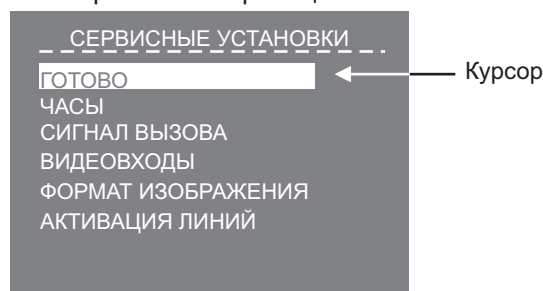 СЕРВИСНЫЕ УСТАНОВКИ
ГОТОВО
Курсор
ЧАСЫ
СИГНАЛ ВЫЗОВА
ВИДЕОВХОДЫ
ФОРМАТ ИЗОБРАЖЕНИЯ
АКТИВАЦИЯ ЛИНИЙ